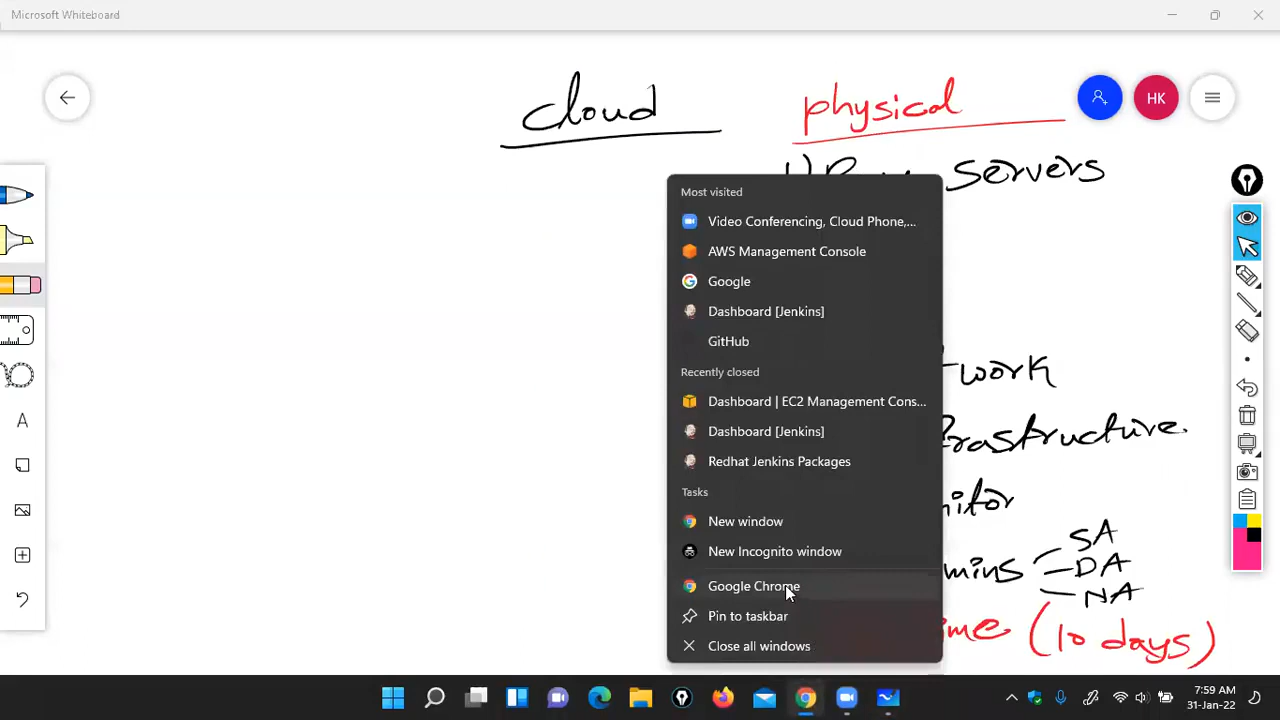 Microsoft Whiteboard
cloud
physical
HK
servers
Most visited
Video Conferencing, Cloud Phone,...
AWS Management Console
Google
Dashboard [Jenkins]
GitHub
work
Recently closed
Dashboard | EC2 Management Cons...
Dashboard [Jenkins]
rastructure.
Redhat Jenkins Packages
Tasks
nitor
New window
New Incognito window
SA
mins DA
NA
Google Chrome
Pin to taskbar
ime (10 days)
Close all windows
A
7:59 AM
31-Jan-22